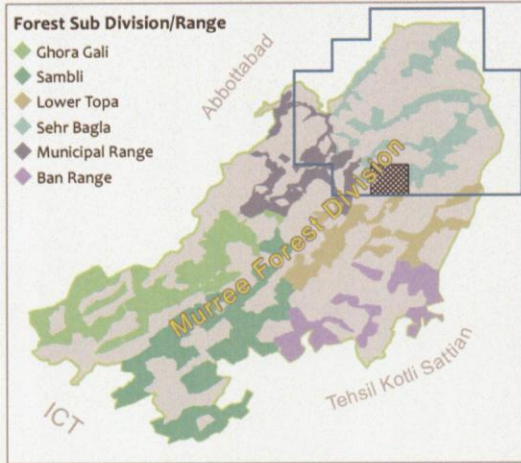 Forest Sub Division/Range
Ghora Gali
Sambli
Lower Topa
Sehr Bagla
Municipal Range
Ban Range
Abbottabad
Murree Forest Division
Tehsil Kotli Sattian
ICT